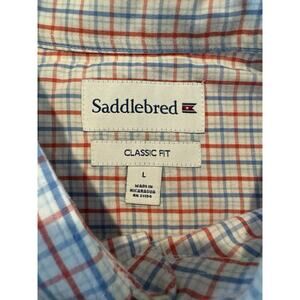 Saddlebred
CLASSIC FIT
L
MADE IN
NICARAGUA